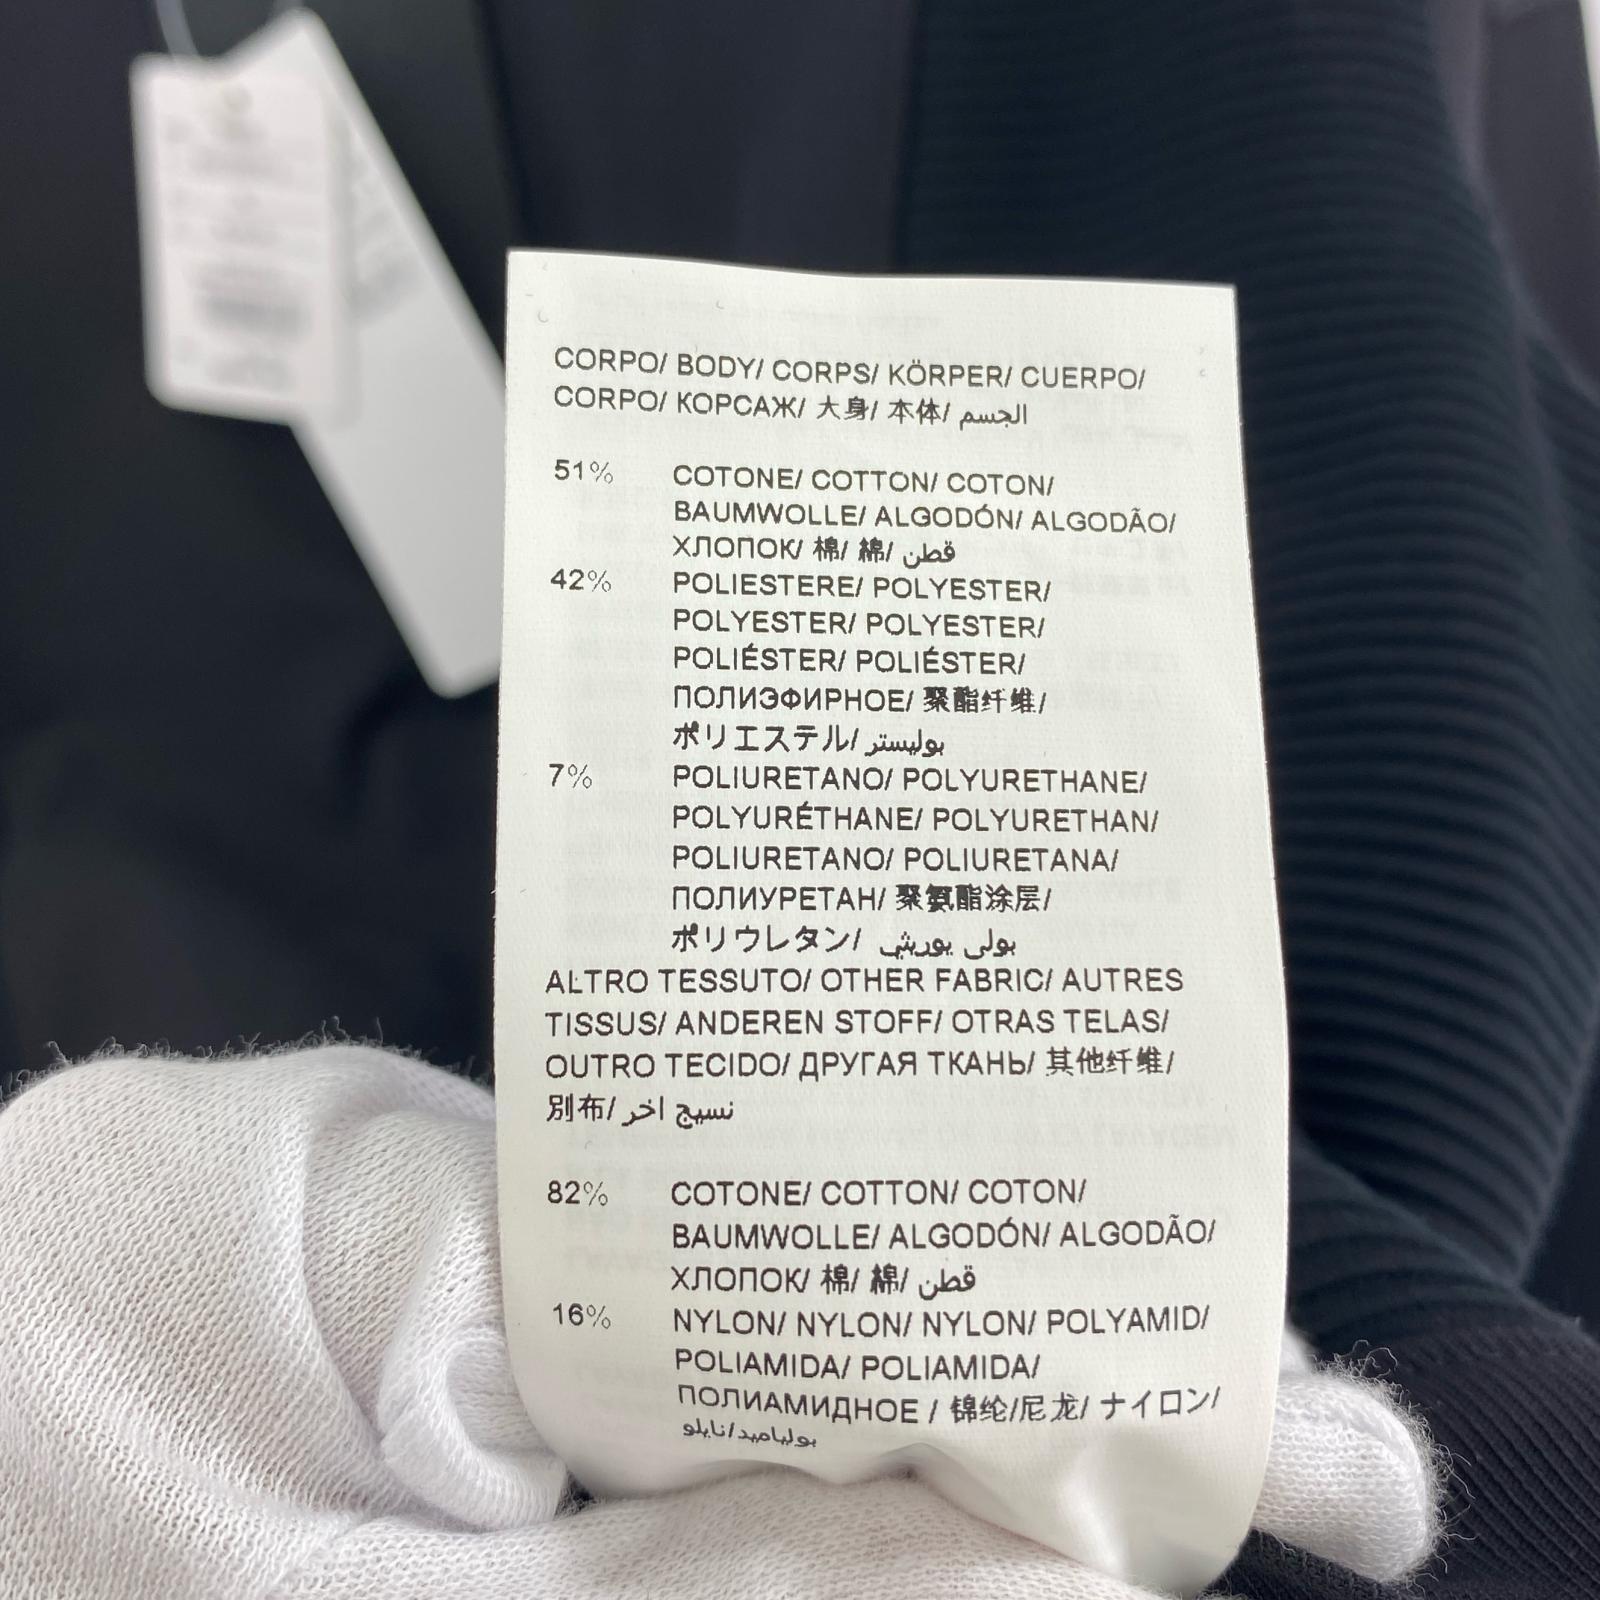 CORPO/ BODY/ CORPS/ KÖRPER/ CUERPO/
CORPO/ КОРСАЖ/ 大身/ 本体/ الجسم
51% COTONE/ COTTON/ COTON/
BAUMWOLLE/ ALGODÓN/ ALGODÃO/
ХЛОПОК/ 棉/ 綿/ قطن
42% POLIESTERE/ POLYESTER/
POLYESTER/ POLYESTER/
POLIÉSTER/ POLIÉSTER/
ПОЛИЭФИРНОЕ/ 聚酯纤维/
ポリエステル/ بوليستر
7% POLIURETANO/ POLYURETHANE/
POLYURÉTHANE/ POLYURETHAN/
POLIURETANO/ POLIURETANA/
ПОЛИУРЕТАН/ 聚氨酯涂层/
ポリウレタン/ بولى يوريثى
ALTRO TESSUTO/ OTHER FABRIC/ AUTRES
TISSUS/ ANDEREN STOFF/ OTRAS TELAS/
OUTRO TECIDO/ ДРУГАЯ ТКАНЬ/ 其他纤维/
別布/ نسيج اخر
82% COTONE/ COTTON/ COTON/
BAUMWOLLE/ ALGODÓN/ ALGODÃO/
ХЛОПОК/ 棉/ 綿/ قطن
16% NYLON/ NYLON/ NYLON/ POLYAMID/
POLIAMIDA/ POLIAMIDA/
ПОЛИАМИДНОЕ / 锦纶/尼龙/ ナイロン/
بولياميد/نايلو